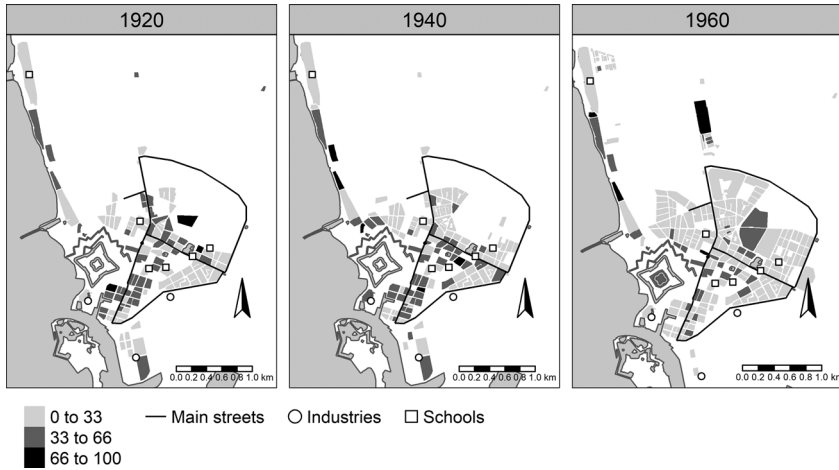 1920 1940 1960
0.0 0.2 0.4 0.6 0.8 1.0 km 0.0 0.2 0.4 0.6 0.8 1.0 km 0.0 0.2 0.4 0.6 0.8 1.0 km
0 to 33 Main streets Industries Schools
33 to 66
66 to 100